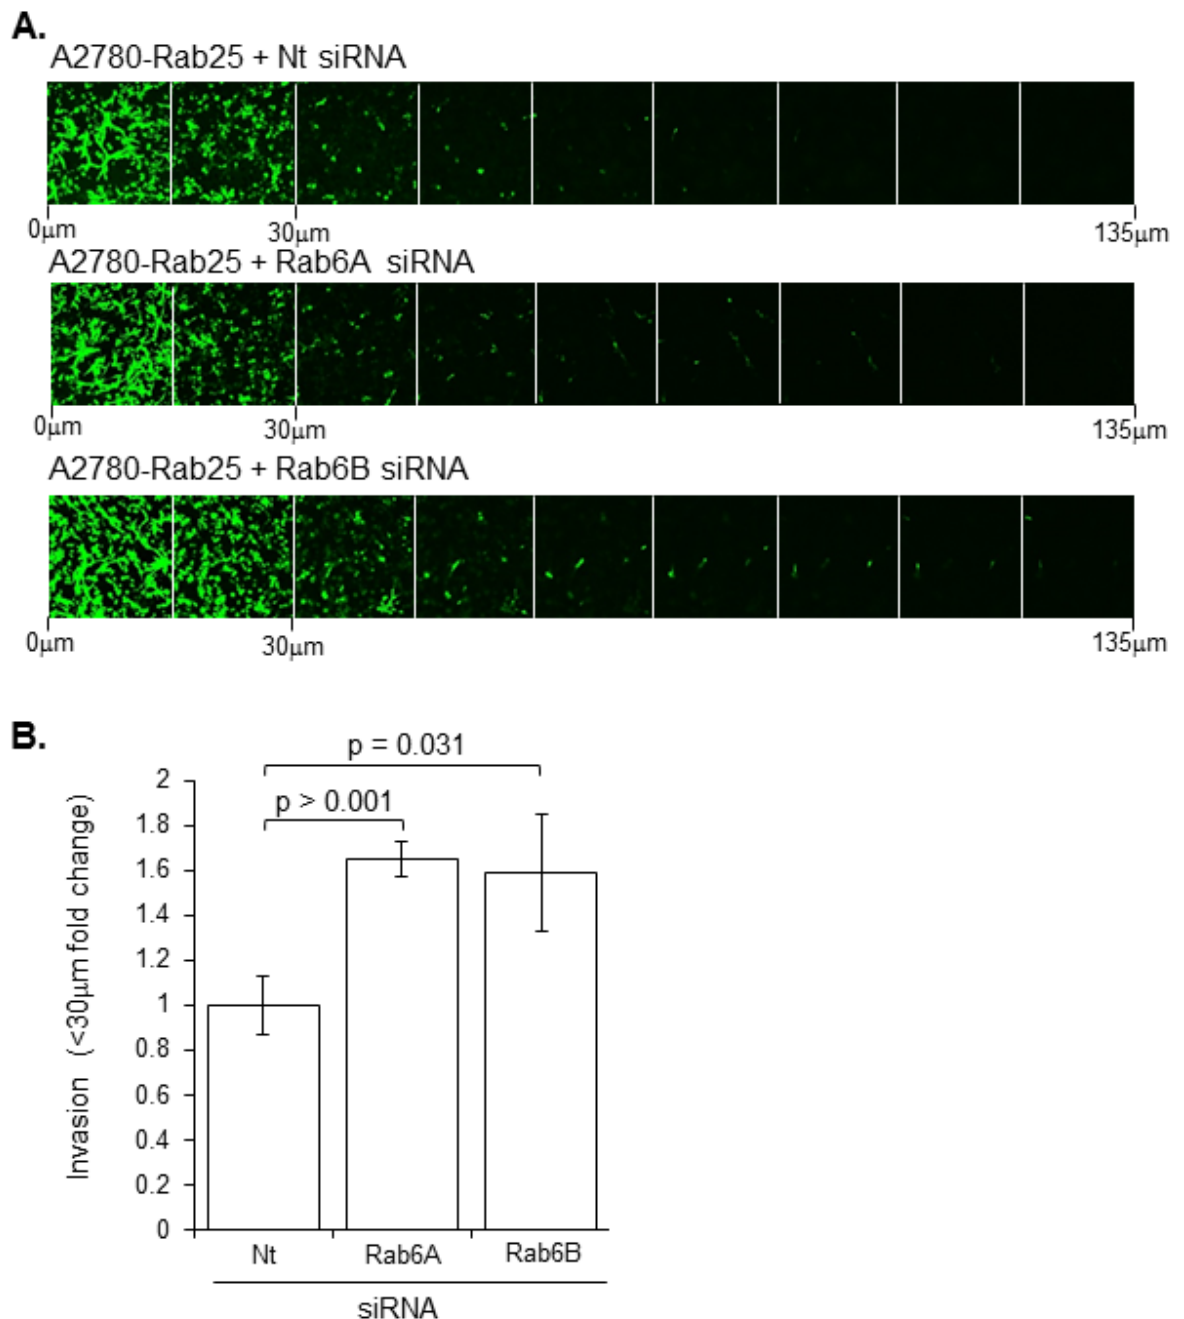 A.
A2780-Rab25 + Nt siRNA
0µm 30µm 135µm
A2780-Rab25 + Rab6A siRNA
0µm 30µm 135µm
A2780-Rab25 + Rab6B siRNA
0µm 30µm 135µm
B.
p = 0.031
p > 0.001
Invasion (<30µm fold change)
2
1.8
1.6
1.4
1.2
1
0.8
0.6
0.4
0.2
0
Nt Rab6A Rab6B
siRNA